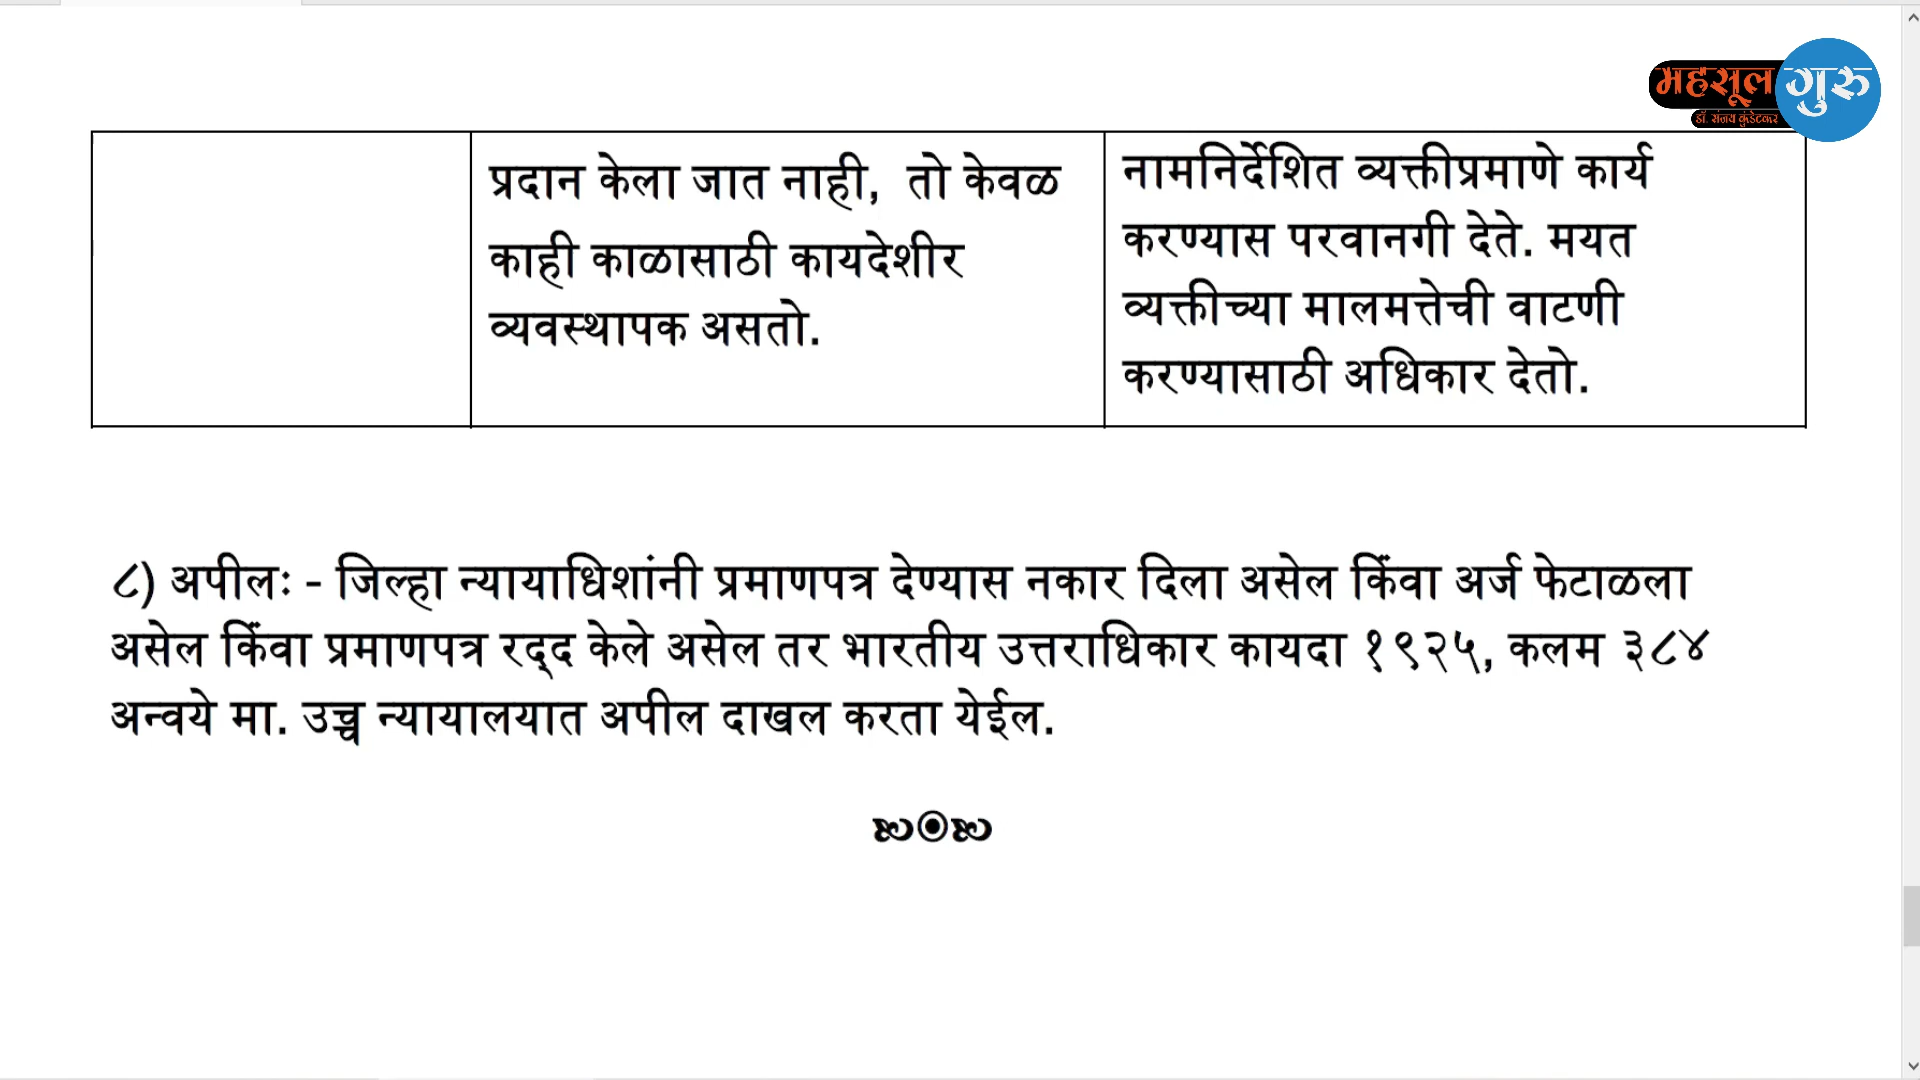 महसूल गुरु
डॉ. संजय कुंडेटकर
प्रदान केला जात नाही, तो केवळ
काही काळासाठी कायदेशीर
व्यवस्थापक असतो.
नामनिर्देशित व्यक्तीप्रमाणे कार्य
करण्यास परवानगी देते. मयत
व्यक्तीच्या मालमत्तेची वाटणी
करण्यासाठी अधिकार देतो.
८) अपीलः - जिल्हा न्यायाधिशांनी प्रमाणपत्र देण्यास नकार दिला असेल किंवा अर्ज फेटाळला
असेल किंवा प्रमाणपत्र रद्‌द केले असेल तर भारतीय उत्तराधिकार कायदा १९२५, कलम ३८४
अन्वये मा. उच्च न्यायालयात अपील दाखल करता येईल.